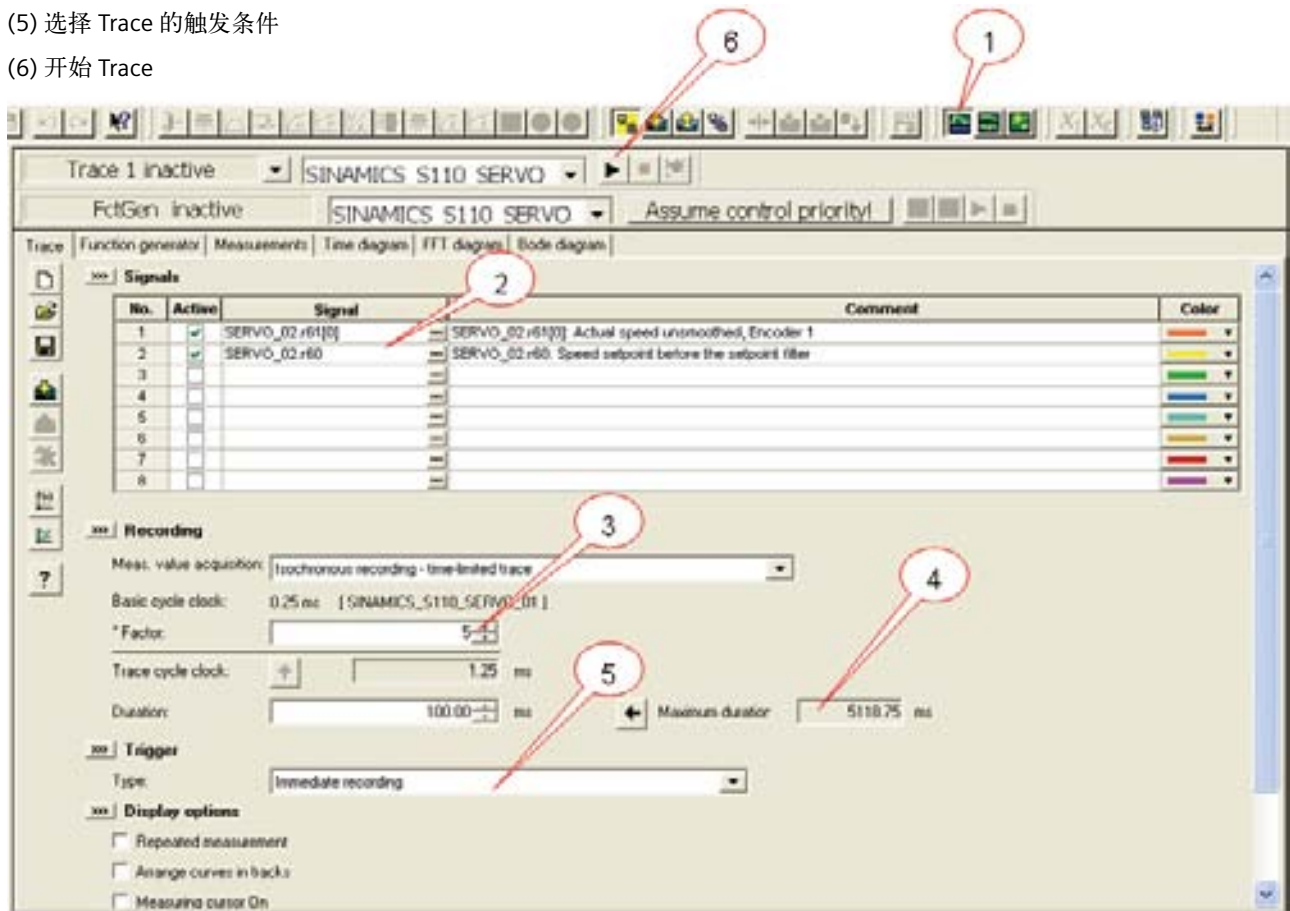 (5) 选择 Trace 的触发条件
(6) 开始 Trace
6
1
Trace 1 inactive SINAMICS S110 SERVO
FctGen inactive SINAMICS S110 SERVO Assume control priority!
Trace Function generator Measurements Time diagram FFT diagram Bode diagram
Signals
2
No. Active Signal Comment Color
1 SERVO_02.r61[0] SERVO_02.r61[0]: Actual speed unsmoothed, Encoder 1
2 SERVO_02.r60 SERVO_02.r60: Speed setpoint before the setpoint filter
3
4
5
6
7
8
Recording
3
Meas. value acquisition: Isochronous recording - time-limited trace
4
Basic cycle clock: 0.25 ms [ SINAMICS_S110_SERVO_01 ]
* Factor: 5
Trace cycle clock: 1.25 ms
5
Duration: 100.00 ms Maximum duration 5118.75 ms
Trigger
Type: Immediate recording
Display options
Repeated measurement
Arrange curves in tracks
Measuring cursor On
?